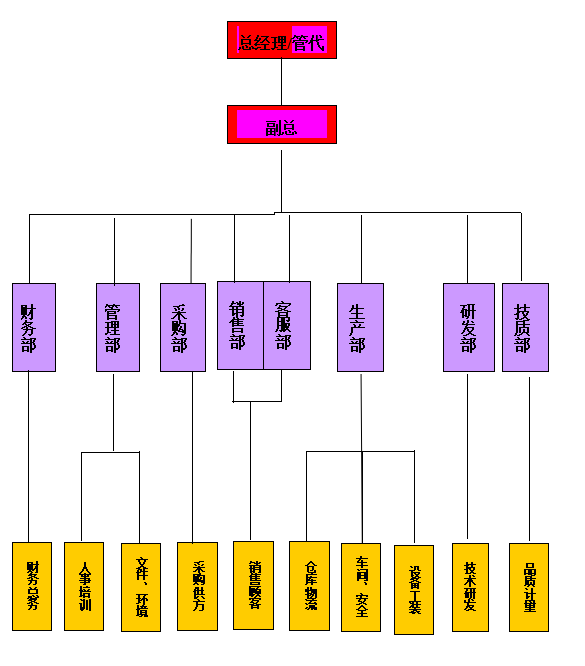 总经理/管代
副总
财务部
管理部
采购部
销售部
客服部
生产部
研发部
技质部
财务总务
人事培训
文件、环境
采购供方
销售顾客
仓库物流
车间、安全
设备工装
技术研发
品质计量